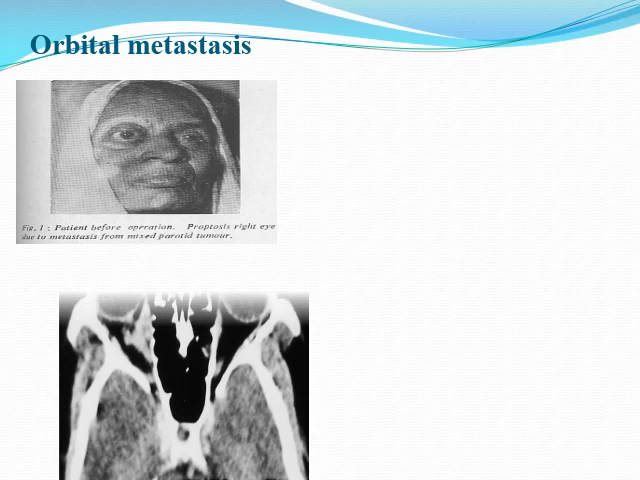 Orbital metastasis
Fig. 1 : Patient before operation. Proptosis right eye
due to metastasis from mixed parotid tumour.